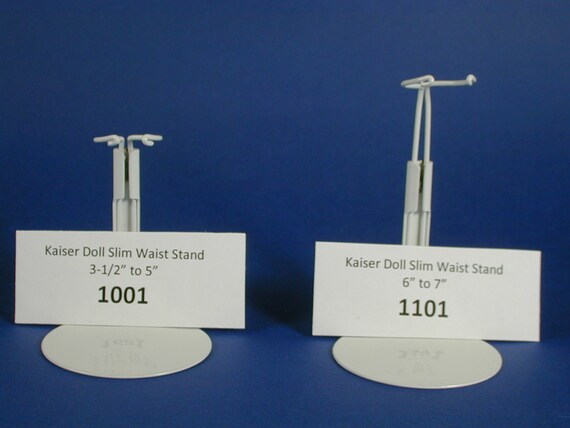 Kaiser Doll Slim Waist Stand
3-1/2” to 5”
1001
Kaiser Doll Slim Waist Stand
6” to 7”
1101